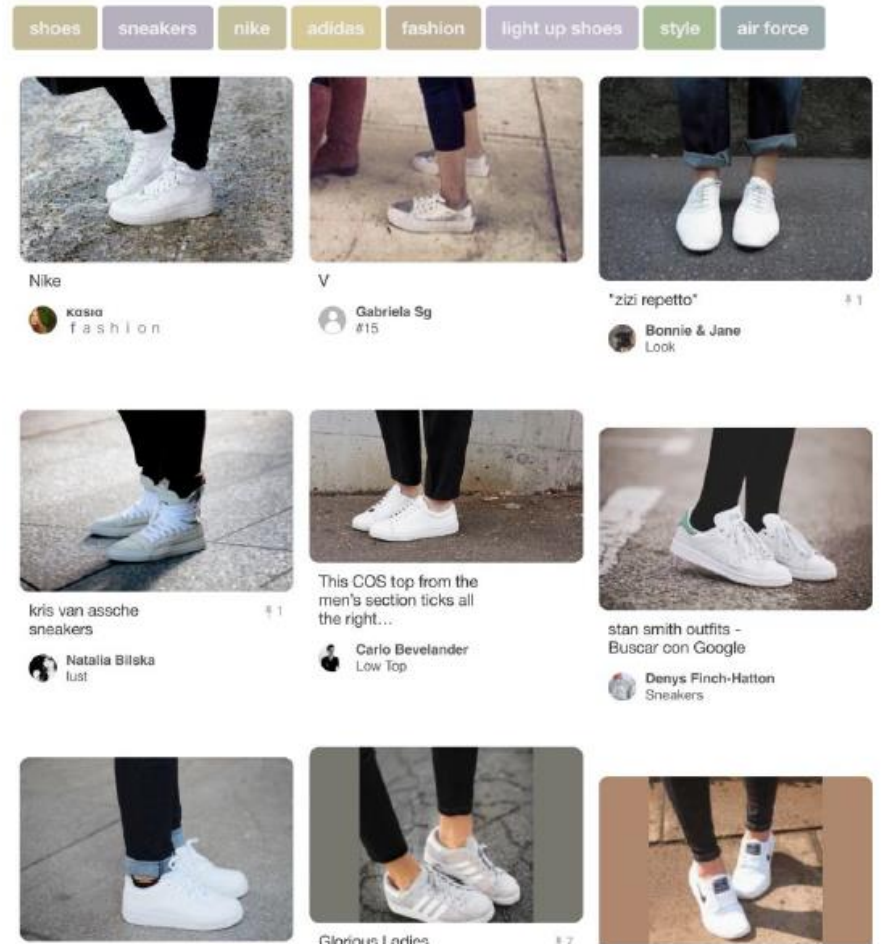 shoes
sneakers
nike
adidas
fashion
light up shoes
style
air force
Nike
κασια
f a s h i o n
V
Gabriela Sg
#15
"zizi repetto"
1
Bonnie & Jane
Look
kris van assche
1
sneakers
Natalia Bilska
lust
This COS top from the
men's section ticks all
the right...
Carlo Bevelander
Low Top
stan smith outfits -
Buscar con Google
Denys Finch-Hatton
Sneakers
Glorious Ladies